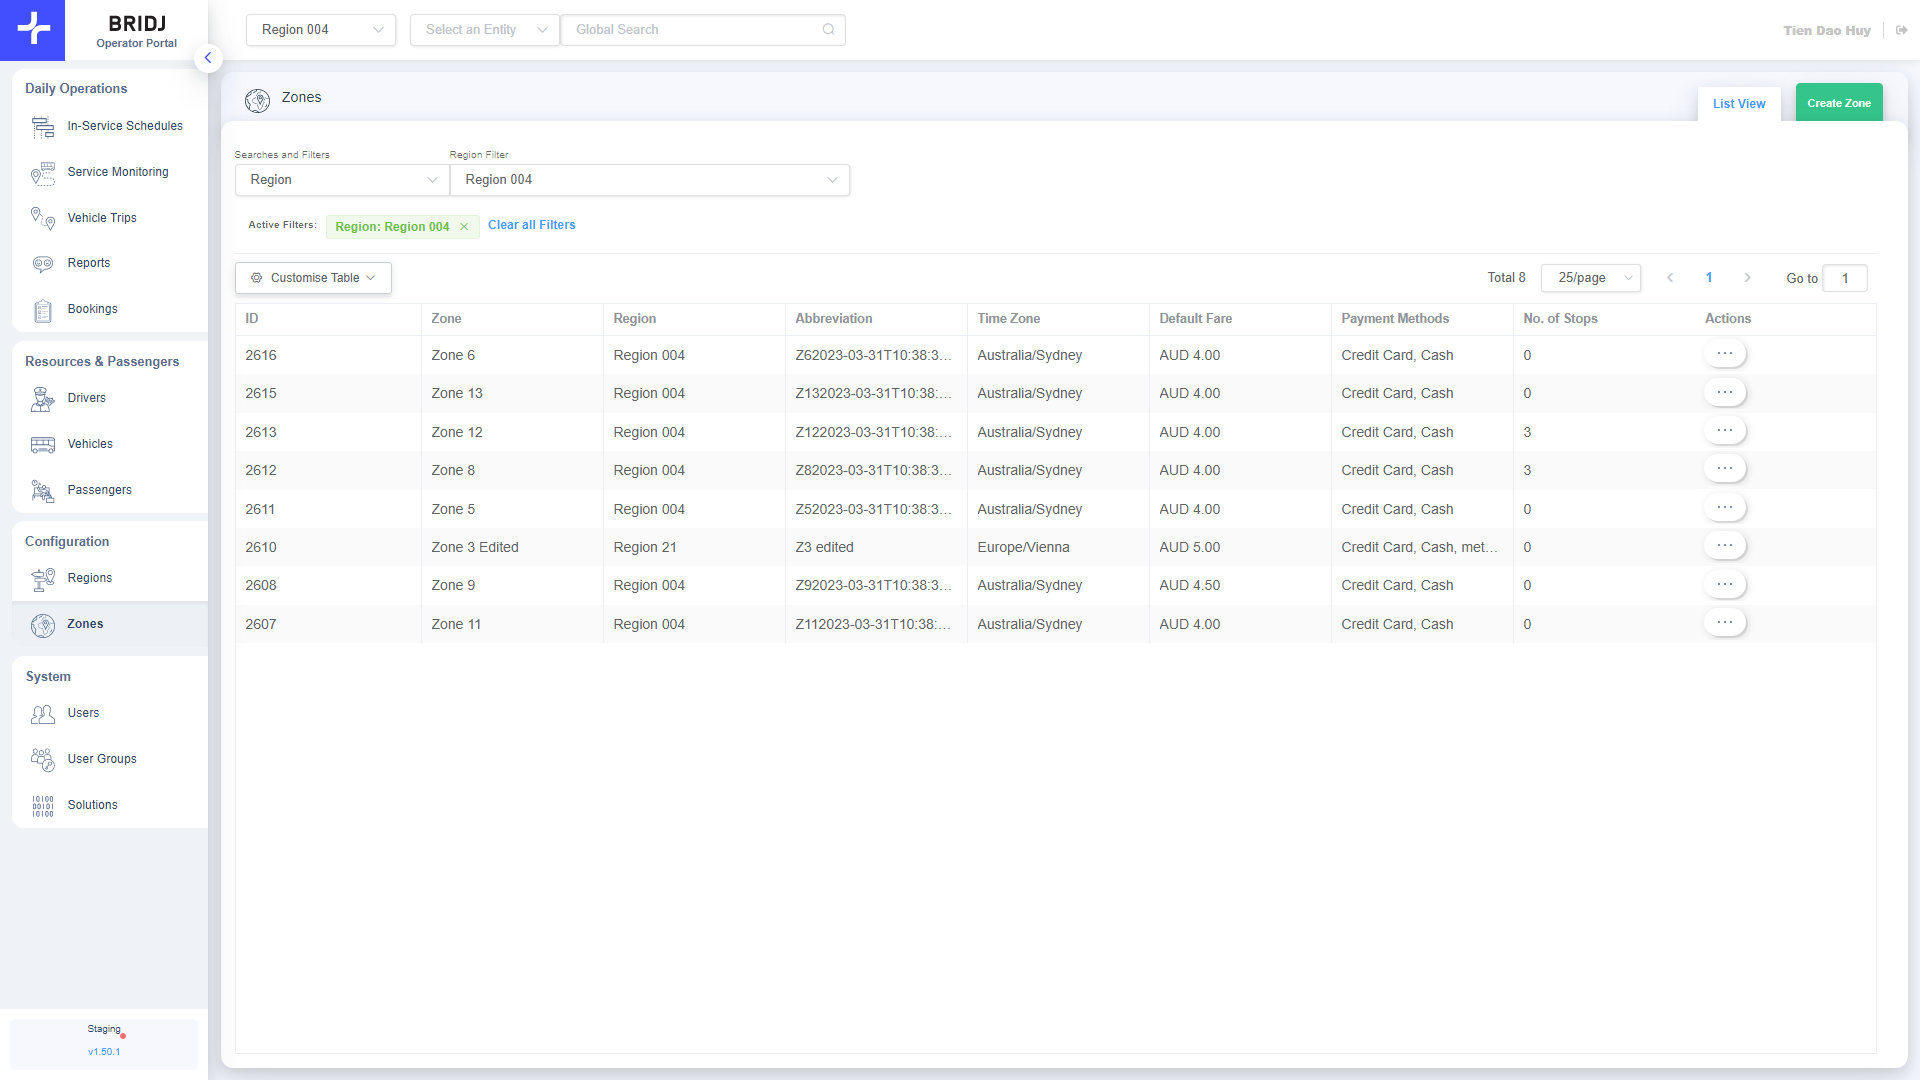 BRIDJ
Operator Portal
Region 004
Select an Entity
Global Search
Tien Dao Huy
Daily Operations
In-Service Schedules
Service Monitoring
Vehicle Trips
Reports
Bookings
Resources & Passengers
Drivers
Vehicles
Passengers
Configuration
Regions
Zones
System
Users
User Groups
Solutions
Staging
v1.50.1
Zones
List View
Create Zone
Searches and Filters
Region Filter
Region
Region 004
Active Filters: Region: Region 004 Clear all Filters
Customise Table
Total 8 25/page 1 Go to 1
ID Zone Region Abbreviation Time Zone Default Fare Payment Methods No. of Stops Actions
2616 Zone 6 Region 004 Z62023-03-31T10:38:3... Australia/Sydney AUD 4.00 Credit Card, Cash 0 ...
2615 Zone 13 Region 004 Z132023-03-31T10:38:... Australia/Sydney AUD 4.00 Credit Card, Cash 0 ...
2613 Zone 12 Region 004 Z122023-03-31T10:38:... Australia/Sydney AUD 4.00 Credit Card, Cash 3 ...
2612 Zone 8 Region 004 Z82023-03-31T10:38:3... Australia/Sydney AUD 4.00 Credit Card, Cash 3 ...
2611 Zone 5 Region 004 Z52023-03-31T10:38:3... Australia/Sydney AUD 4.00 Credit Card, Cash 0 ...
2610 Zone 3 Edited Region 21 Z3 edited Europe/Vienna AUD 5.00 Credit Card, Cash, met... 0 ...
2608 Zone 9 Region 004 Z92023-03-31T10:38:3... Australia/Sydney AUD 4.50 Credit Card, Cash 0 ...
2607 Zone 11 Region 004 Z112023-03-31T10:38:... Australia/Sydney AUD 4.00 Credit Card, Cash 0 ...